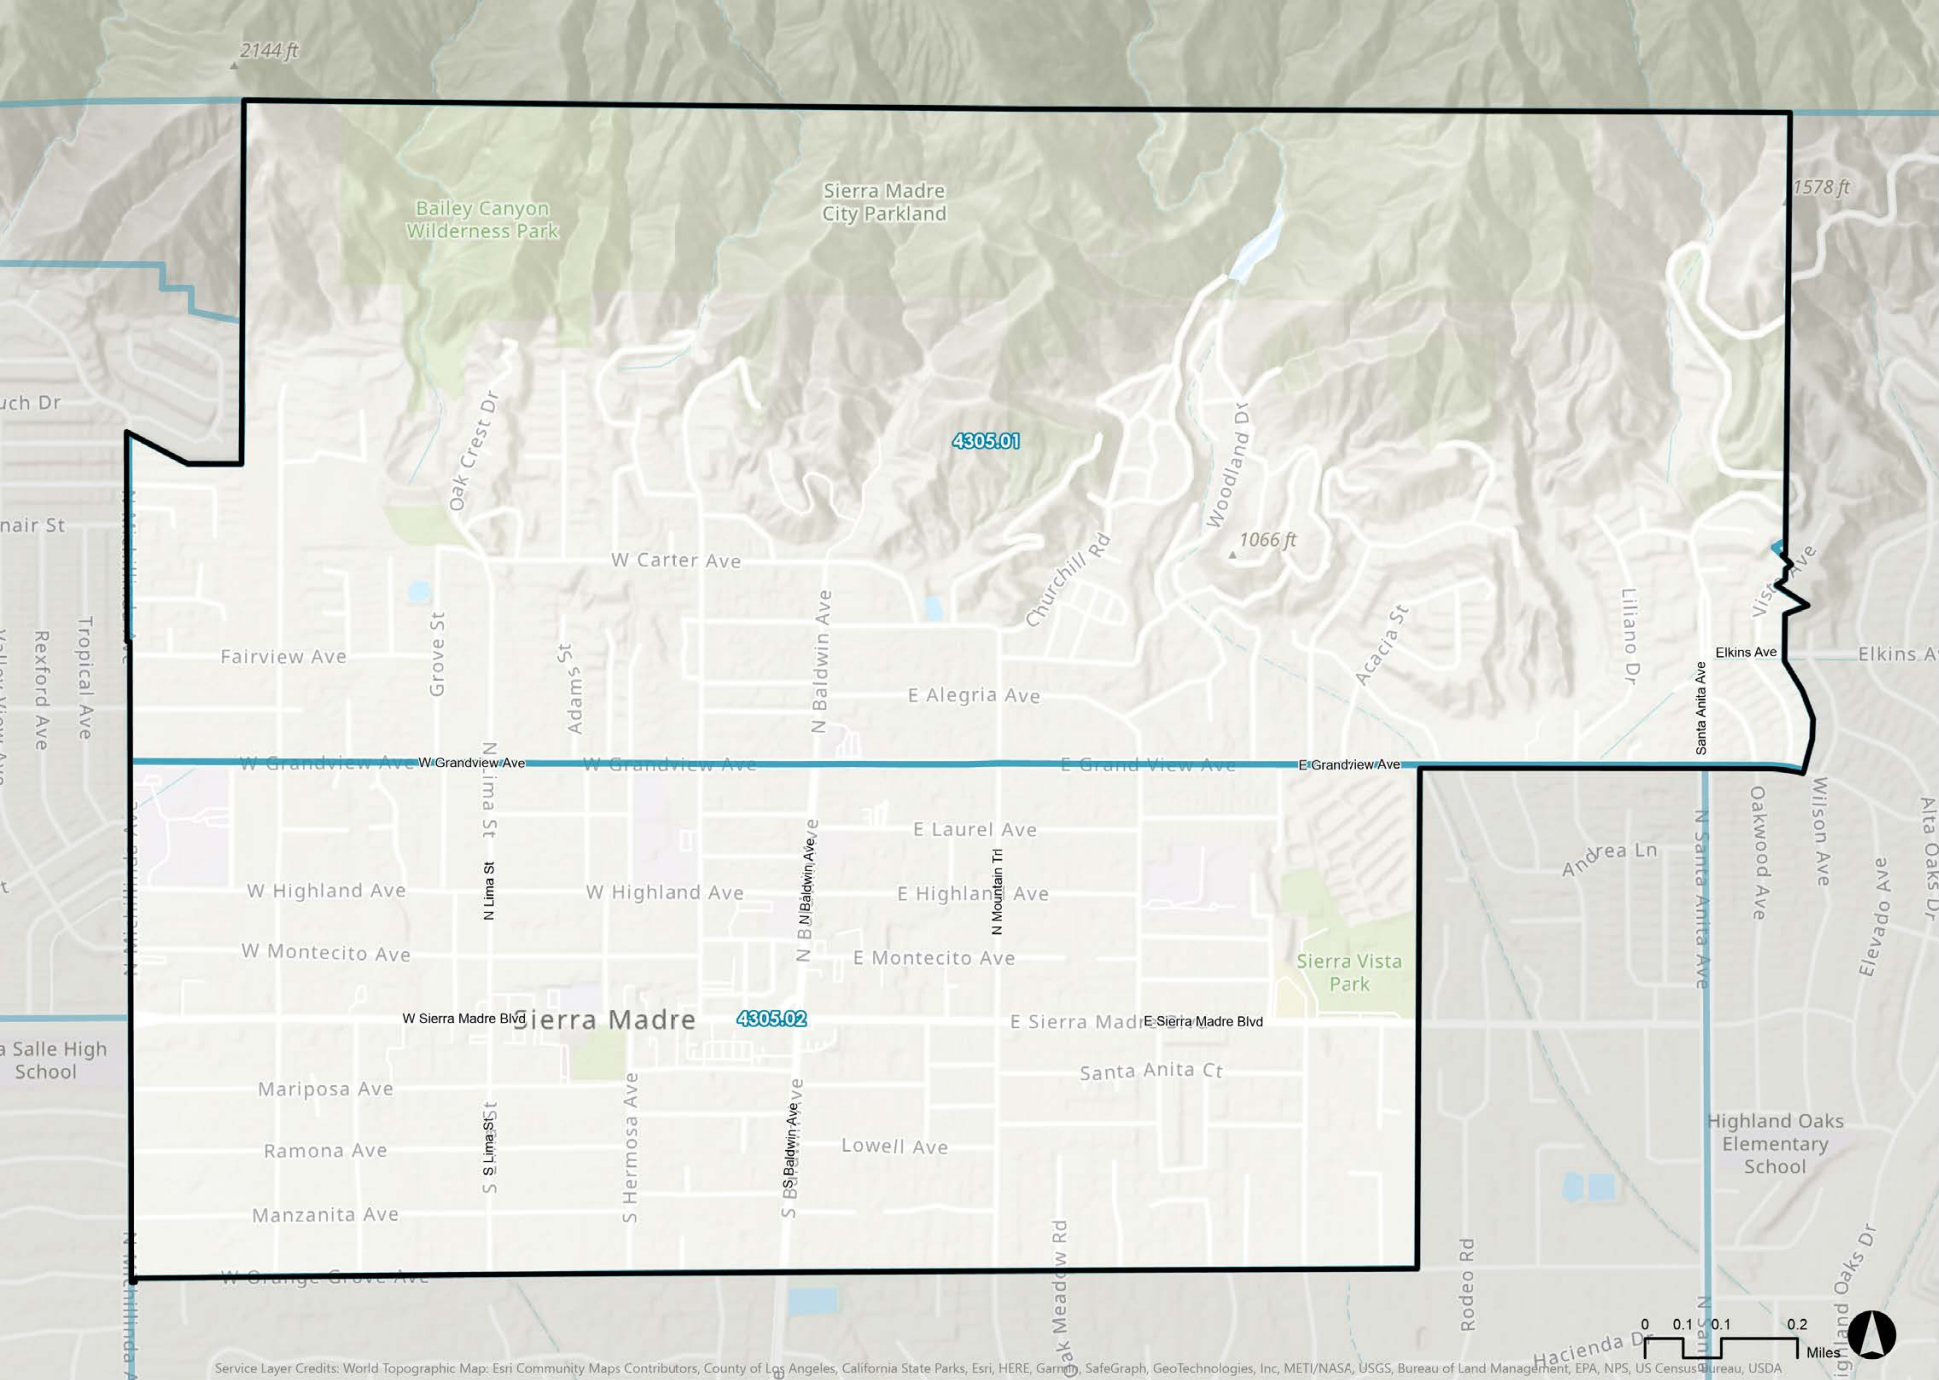 2144 ft
1578 ft
Sierra Madre
City Parkland
Bailey Canyon
Wilderness Park
uch Dr
Oak Crest Dr
4305.01
Woodland Dr
nair St
1066 ft
W Carter Ave
Churchill Rd
Grove St
N Baldwin Ave
Acacia St
Liliano Dr
Rexford Ave
Tropical Ave
Fairview Ave
Adams St
E Alegria Ave
Santa Anita Ave
Elkins Ave
Elkins A
W Grandview Ave
W Grandview Ave
W Grandview Ave
E Grand View Ave
E Grandview Ave
N Lima St
E Laurel Ave
N Baldwin Ave
N Baldwin Ave
N Mountain Trl
Andrea Ln
N Santa Anita Ave
Oakwood Ave
Wilson Ave
Elevado Ave
Alta Oaks Dr
W Highland Ave
N Lima St
W Highland Ave
E Highland Ave
W Montecito Ave
E Montecito Ave
Sierra Vista
Park
W Sierra Madre Blvd
Sierra Madre
4305.02
E Sierra Madre Blvd
E Sierra Madre Blvd
a Salle High
School
Mariposa Ave
Santa Anita Ct
Ramona Ave
S Lima St
S Hermosa Ave
S Baldwin Ave
S Baldwin Ave
Lowell Ave
Highland Oaks
Elementary
School
Manzanita Ave
W Orange Grove Ave
Oak Meadow Rd
Rodeo Rd
Hacienda Dr
ighland Oaks Dr
0 0.1 0.1 0.2
Miles
Service Layer Credits: World Topographic Map: Esri Community Maps Contributors, County of Los Angeles, California State Parks, Esri, HERE, Garmin, SafeGraph, GeoTechnologies, Inc, METI/NASA, USGS, Bureau of Land Management, EPA, NPS, US Census Bureau, USDA